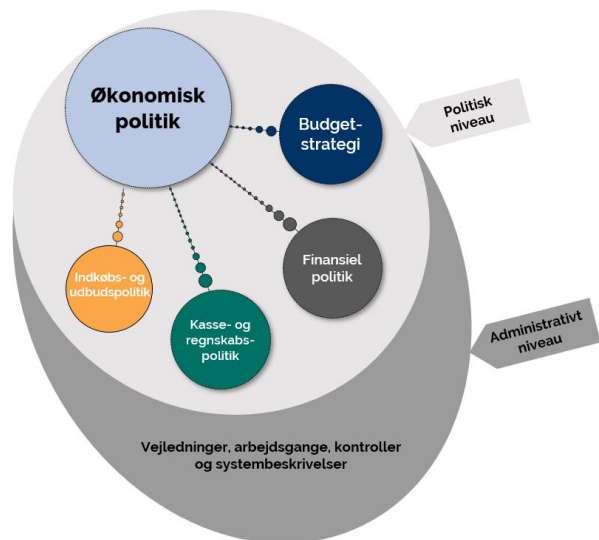 Økonomisk
politik
Budget-
strategi
Politisk
niveau
Finansiel
politik
Indkøbs- og
udbudspolitik
Kasse- og
regnskabs-
politik
Administrativt
niveau
Vejledninger, arbejdsgange, kontroller
og systembeskrivelser